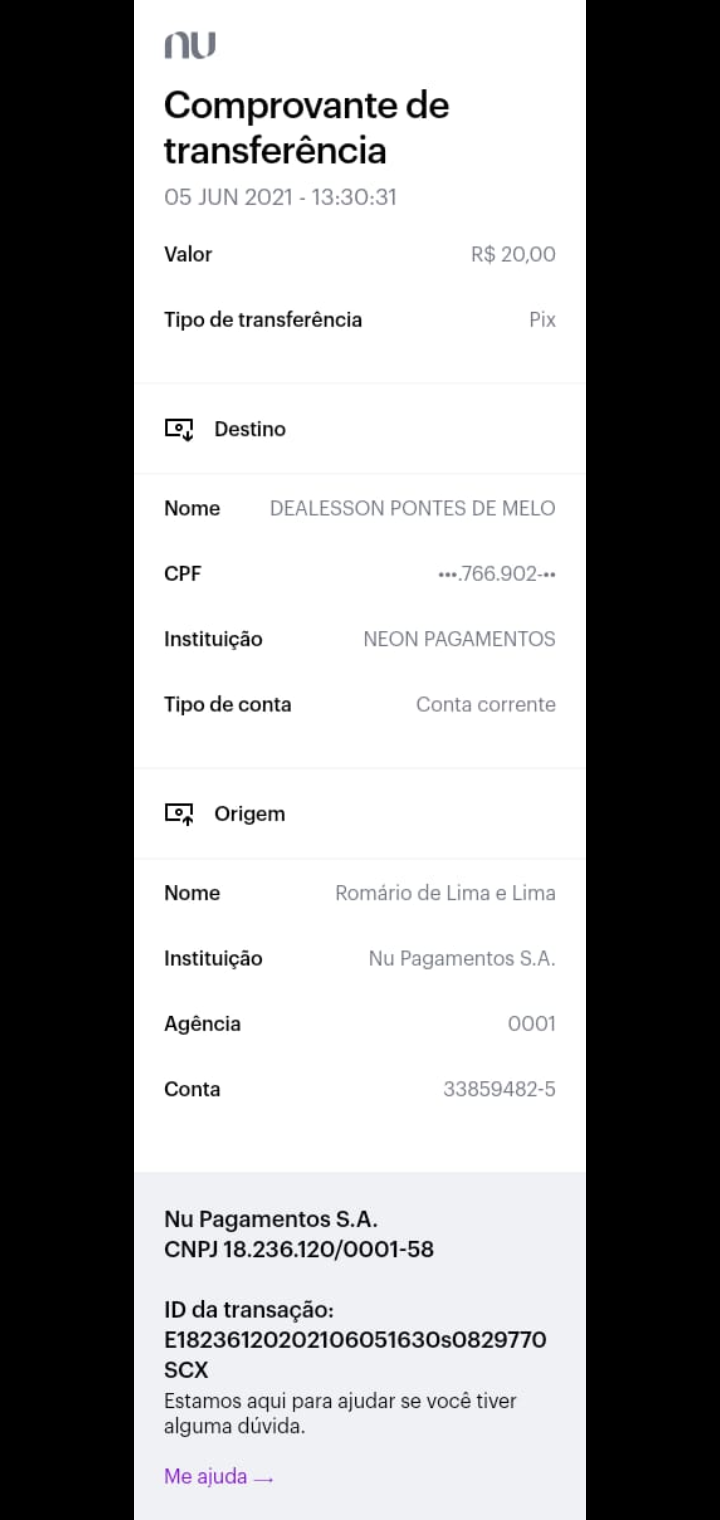 nu
Comprovante de
transferência
05 JUN 2021 - 13:30:31
Valor R$ 20,00
Tipo de transferência Pix
Destino
Nome DEALESSON PONTES DE MELO
CPF •••.766.902-••
Instituição NEON PAGAMENTOS
Tipo de conta Conta corrente
Origem
Nome Romário de Lima e Lima
Instituição Nu Pagamentos S.A.
Agência 0001
Conta 33859482-5
Nu Pagamentos S.A.
CNPJ 18.236.120/0001-58
ID da transação:
E18236120202106051630s0829770
SCX
Estamos aqui para ajudar se você tiver
alguma dúvida.
Me ajuda →